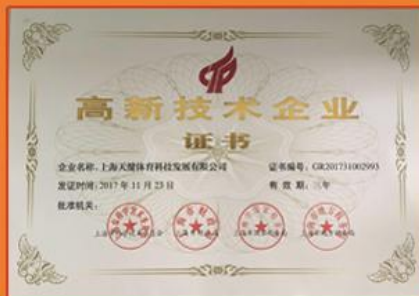 高新技术企业
证书
企业名称：上海天健体育科技发展有限公司 证书编号：GR201731002993
发证时间：2017年11月23日 有效期：三年
批准机关：